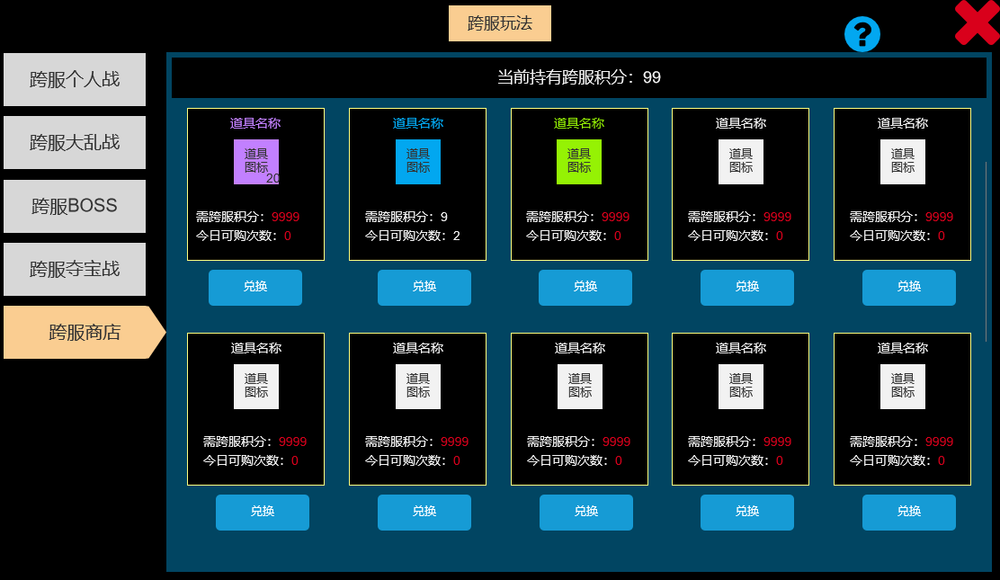 跨服玩法
?
跨服个人战
跨服大乱战
跨服BOSS
跨服夺宝战
跨服商店
当前持有跨服积分：99
道具名称
道具
图标
20
需跨服积分：9999
今日可购次数：0
兑换
道具名称
道具
图标
需跨服积分：9
今日可购次数：2
兑换
道具名称
道具
图标
需跨服积分：9999
今日可购次数：0
兑换
道具名称
道具
图标
需跨服积分：9999
今日可购次数：0
兑换
道具名称
道具
图标
需跨服积分：9999
今日可购次数：0
兑换
道具名称
道具
图标
需跨服积分：9999
今日可购次数：0
兑换
道具名称
道具
图标
需跨服积分：9999
今日可购次数：0
兑换
道具名称
道具
图标
需跨服积分：9999
今日可购次数：0
兑换
道具名称
道具
图标
需跨服积分：9999
今日可购次数：0
兑换
道具名称
道具
图标
需跨服积分：9999
今日可购次数：0
兑换